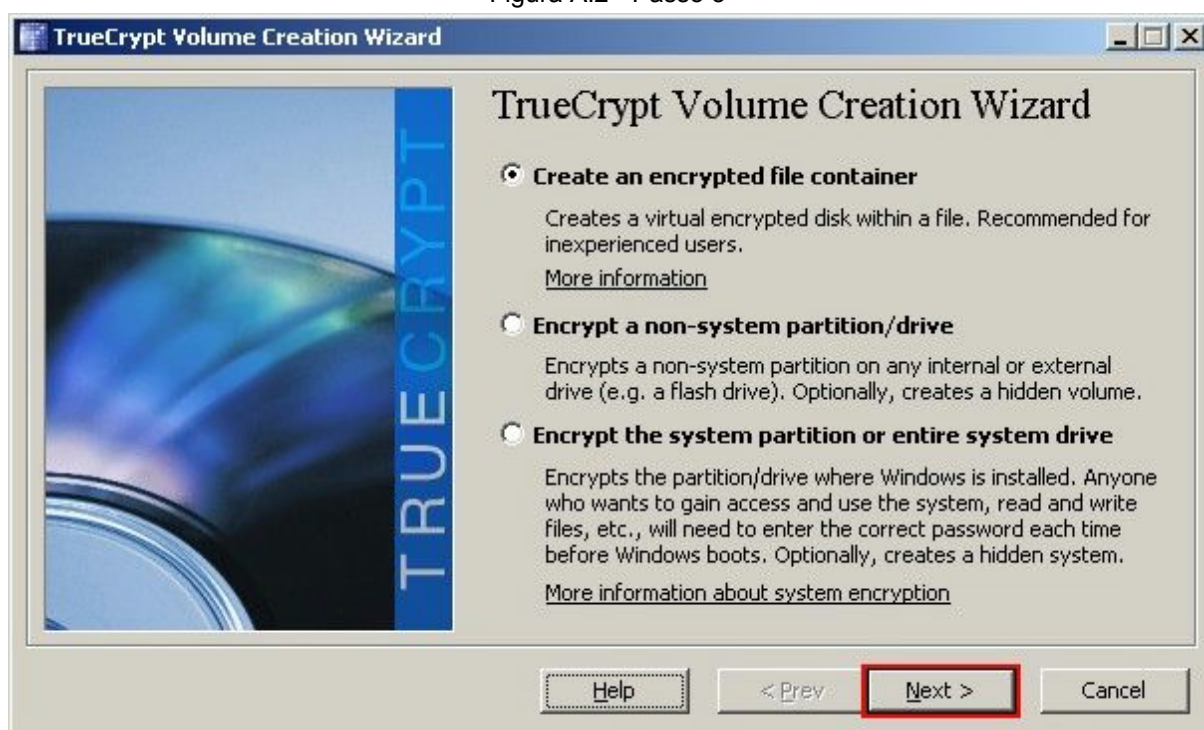 TrueCrypt Volume Creation Wizard
TRUECRYPT
TrueCrypt Volume Creation Wizard
Create an encrypted file container
Creates a virtual encrypted disk within a file. Recommended for
inexperienced users.
More information
Encrypt a non-system partition/drive
Encrypts a non-system partition on any internal or external
drive (e.g. a flash drive). Optionally, creates a hidden volume.
Encrypt the system partition or entire system drive
Encrypts the partition/drive where Windows is installed. Anyone
who wants to gain access and use the system, read and write
files, etc., will need to enter the correct password each time
before Windows boots. Optionally, creates a hidden system.
More information about system encryption
Help
< Prev
Next >
Cancel